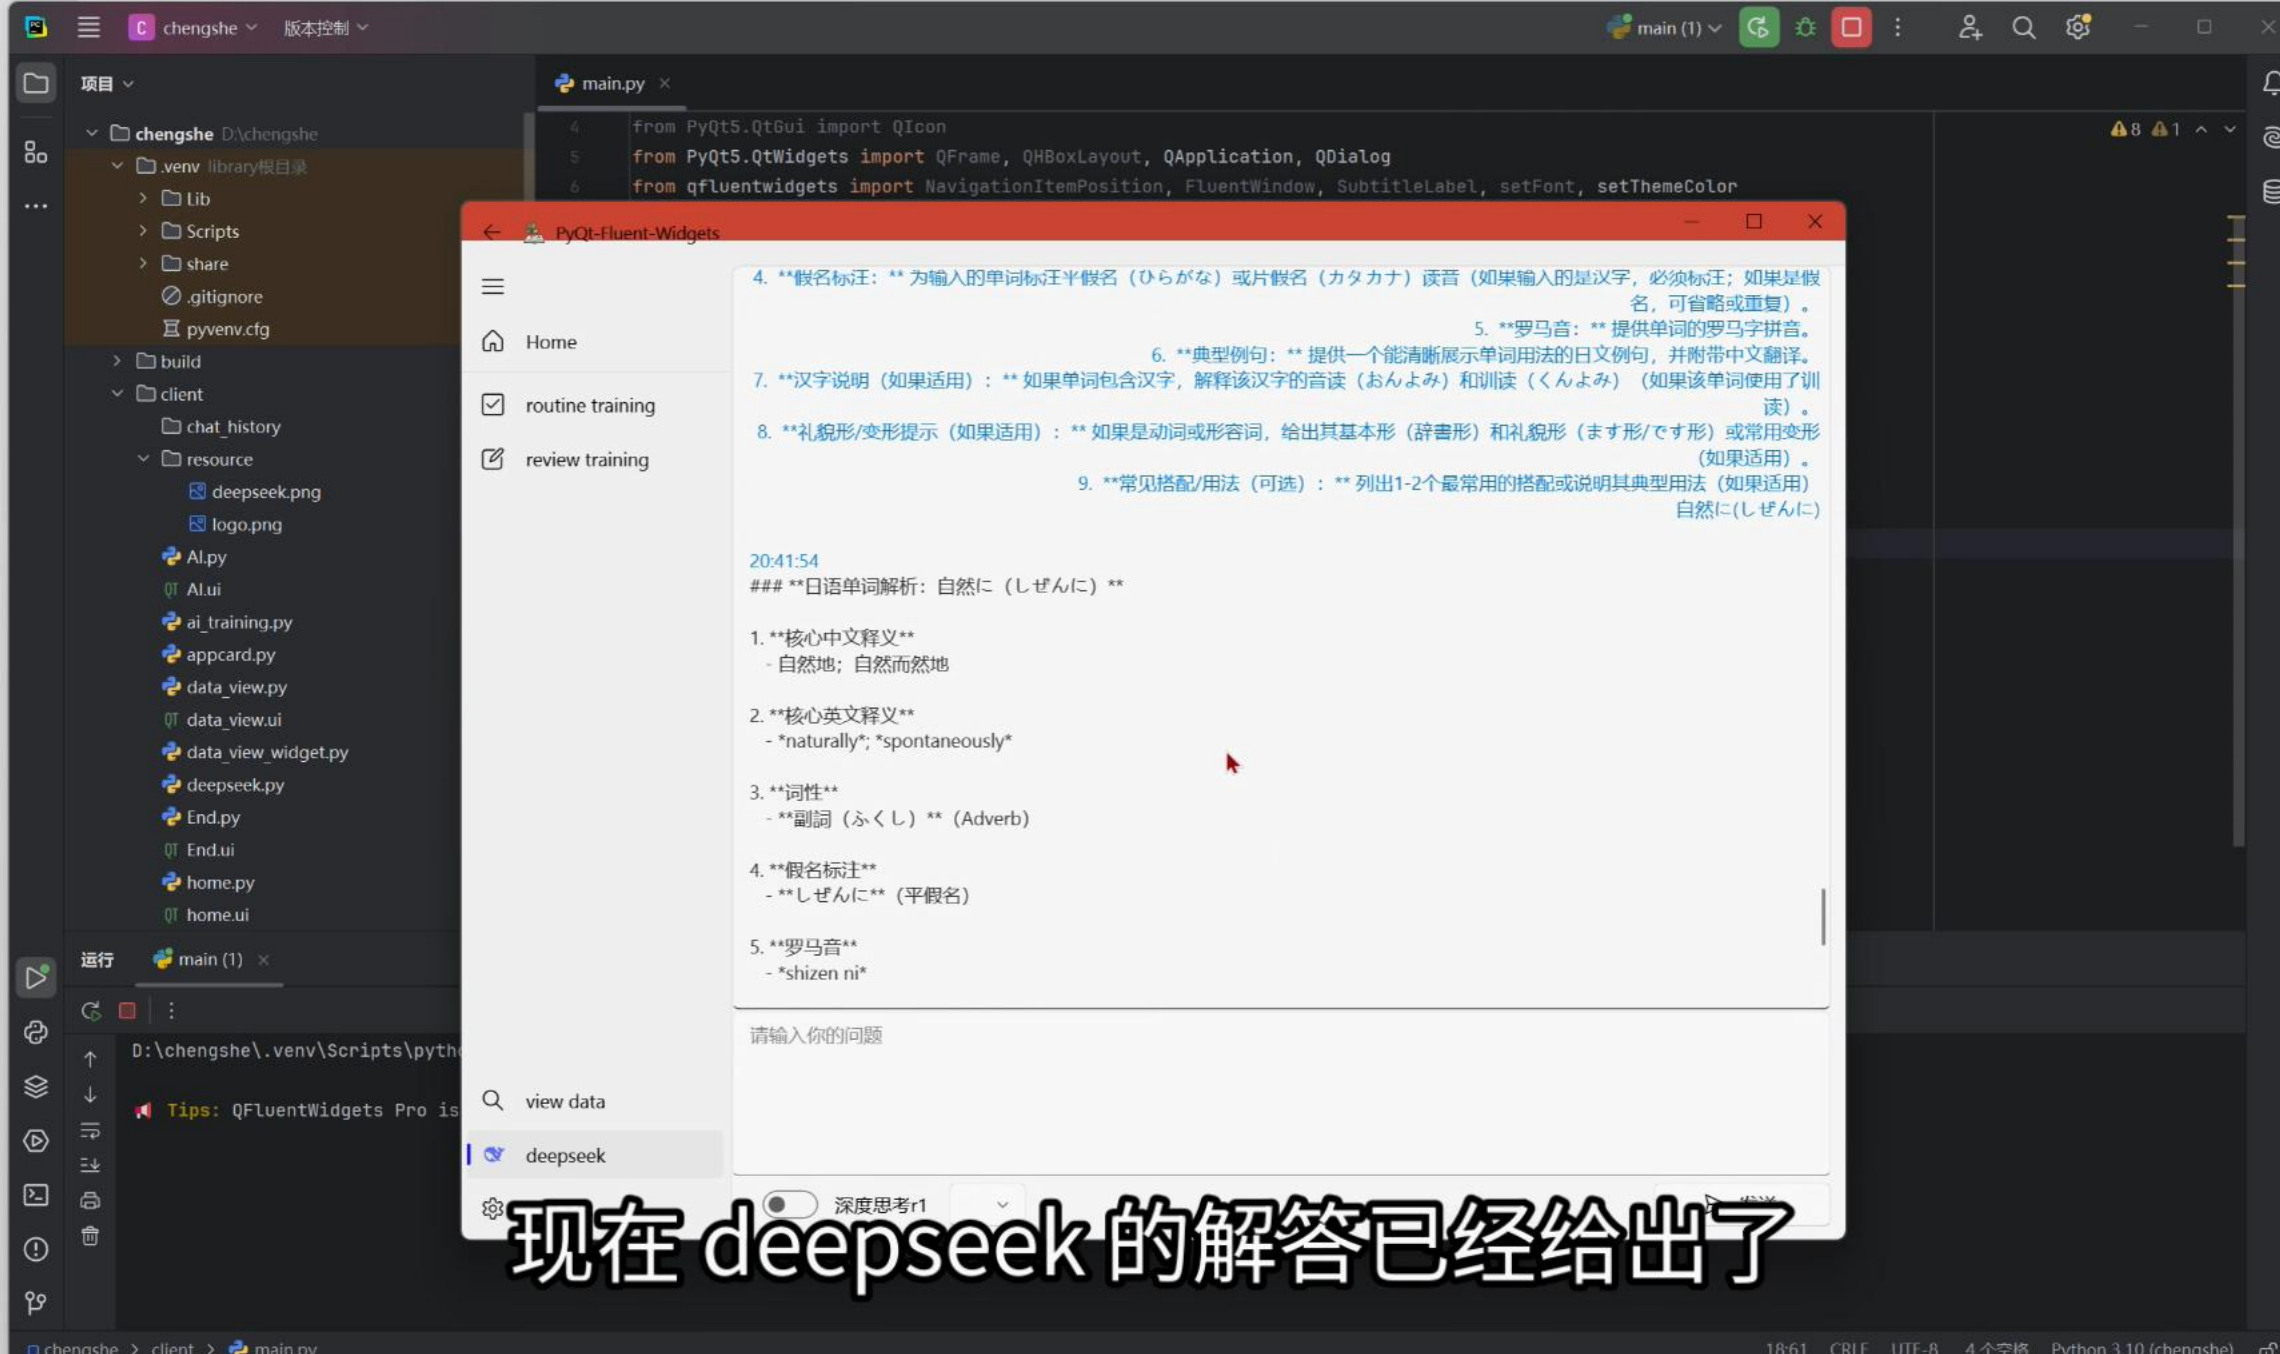 chengshe
版本控制
main (1)
项目
main.py
chengshe D:\chengshe
.venv library根目录
Lib
Scripts
share
.gitignore
pyvenv.cfg
build
client
chat_history
resource
deepseek.png
logo.png
AI.py
AI.ui
ai_training.py
appcard.py
data_view.py
data_view.ui
data_view_widget.py
deepseek.py
End.py
End.ui
home.py
home.ui
4 from PyQt5.QtGui import QIcon
5 from PyQt5.QtWidgets import QFrame, QHBoxLayout, QApplication, QDialog
6 from qfluentwidgets import NavigationItemPosition, FluentWindow, SubtitleLabel, setFont, setThemeColor
8 1
PyQt-Fluent-Widgets
Home
routine training
review training
view data
deepseek
4. **假名标注：** 为输入的单词标注平假名（ひらがな）或片假名（カタカナ）读音（如果输入的是汉字，必须标注；如果是假
名，可省略或重复）。
5. **罗马音：** 提供单词的罗马字拼音。
6. **典型例句：** 提供一个能清晰展示单词用法的日文例句，并附带中文翻译。
7. **汉字说明（如果适用）：** 如果单词包含汉字，解释该汉字的音读（おんよみ）和训读（くんよみ）（如果该单词使用了训
读）。
8. **礼貌形/变形提示（如果适用）：** 如果是动词或形容词，给出其基本形（辞書形）和礼貌形（ます形/です形）或常用变形
（如果适用）。
9. **常见搭配/用法（可选）：** 列出1-2个最常用的搭配或说明其典型用法（如果适用）
自然に(しぜんに)
20:41:54
### **日语单词解析：自然に（しぜんに）**
1. **核心中文释义**
- 自然地；自然而然地
2. **核心英文释义**
- *naturally*; *spontaneously*
3. **词性**
- **副詞（ふくし）**（Adverb）
4. **假名标注**
- **しぜんに**（平假名）
5. **罗马音**
- *shizen ni*
请输入你的问题
深度思考r1
运行 main (1)
D:\chengshe\.venv\Scripts\pyth
Tips: QFluentWidgets Pro is
现在 deepseek 的解答已经给出了
chengshe > client > main.py
18:61 CRLF UTF-8 4 个空格 Python 3.10 (chengshe)